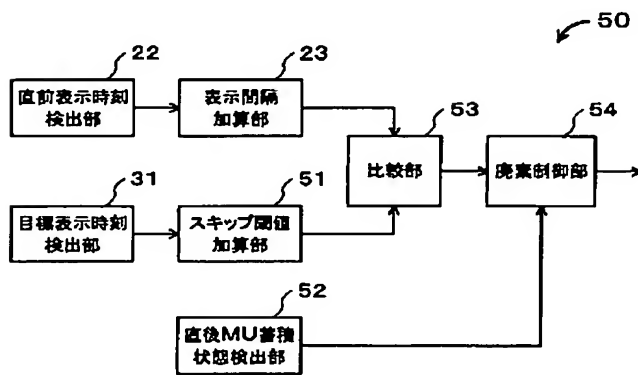 50
22
直前表示時刻
検出部
23
表示間隔
加算部
53
比較部
54
廃棄制御部
31
目標表示時刻
検出部
51
スキップ閾値
加算部
52
直後MU蓄積
状態検出部